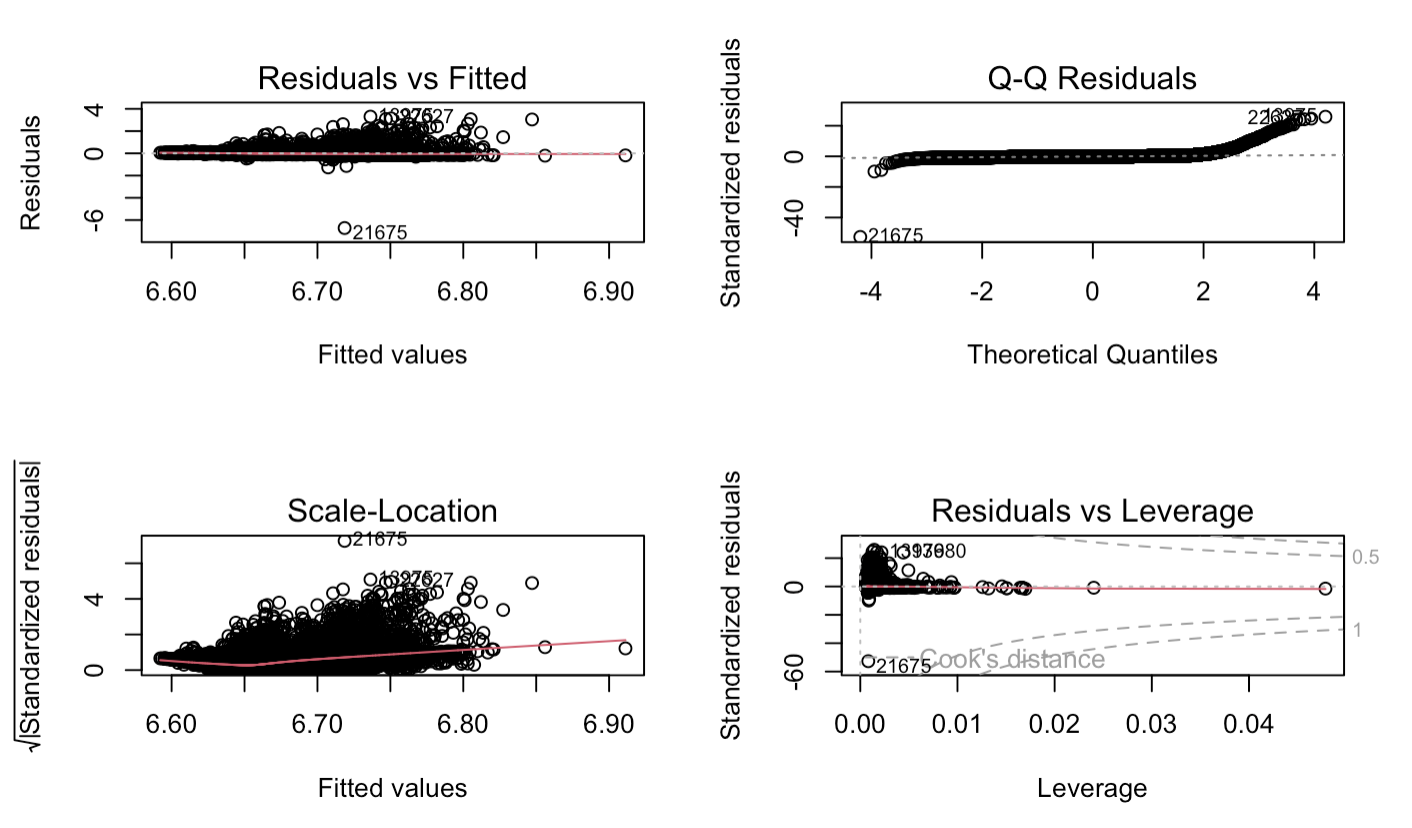 Residuals vs Fitted
Residuals
4
0
-6
21675
6.60 6.70 6.80 6.90
Fitted values
Q-Q Residuals
Standardized residuals
0
-40
21675
-4 -2 0 2 4
Theoretical Quantiles
Scale-Location
√|Standardized residuals|
4
0
21675
6.60 6.70 6.80 6.90
Fitted values
Residuals vs Leverage
Standardized residuals
0
-60
0.5
1
21675
Cook's distance
0.00 0.01 0.02 0.03 0.04
Leverage